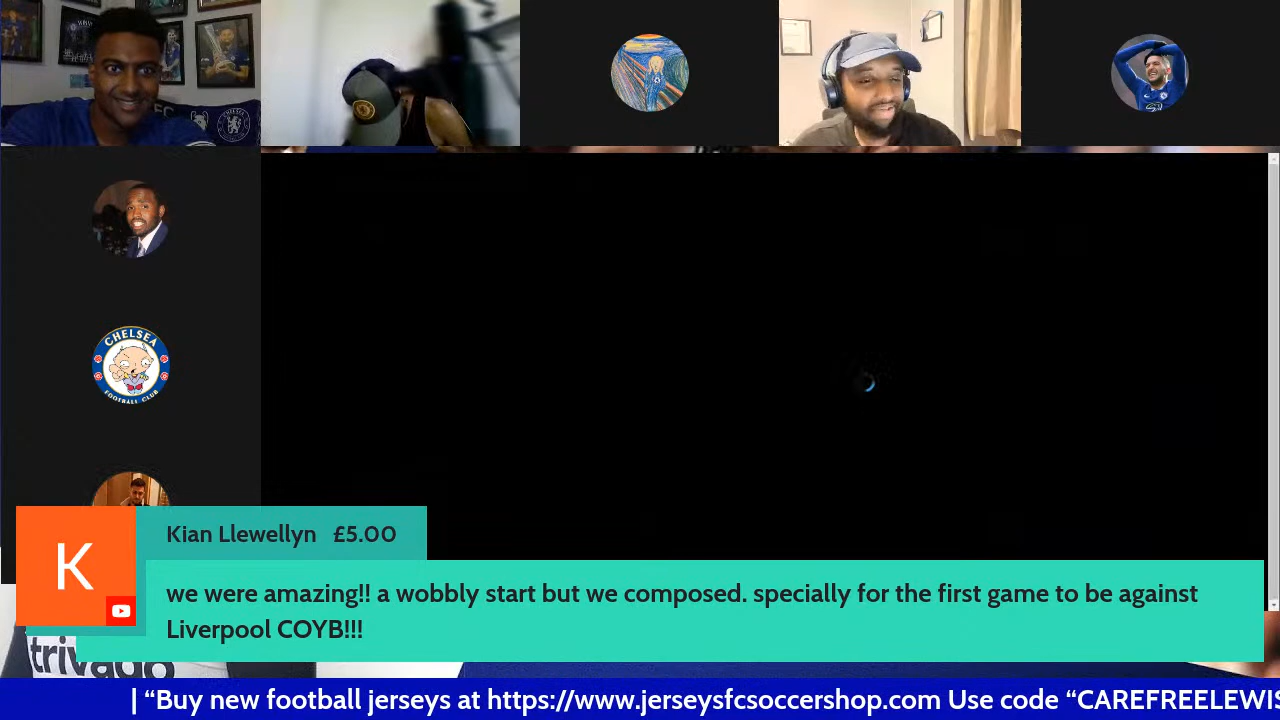 CHELSEA
FOOTBALL CLUB
K
Kian Llewellyn £5.00
we were amazing!! a wobbly start but we composed. specially for the first game to be against
Liverpool COYB!!!
trivago
| “Buy new football jerseys at https://www.jerseysfcsoccershop.com Use code “CAREFREELEWIS